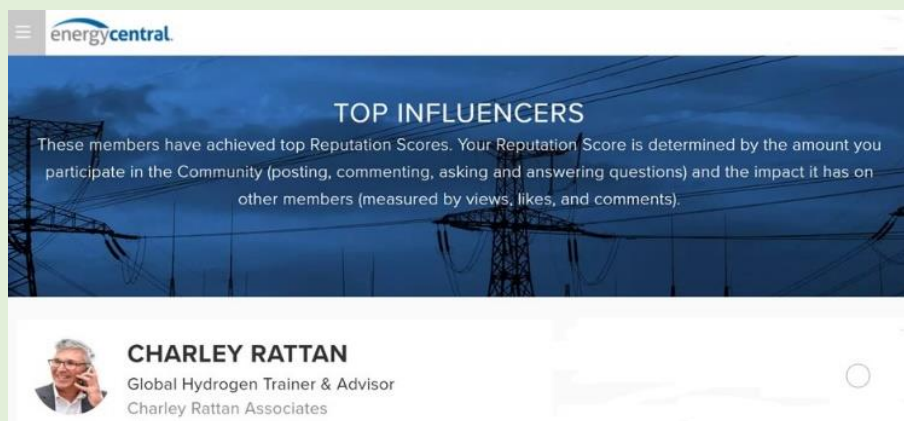 energycentral.
TOP INFLUENCERS
These members have achieved top Reputation Scores. Your Reputation Score is determined by the amount you
participate in the Community (posting, commenting, asking and answering questions) and the impact it has on
other members (measured by views, likes, and comments).
CHARLEY RATTAN
Global Hydrogen Trainer & Advisor
Charley Rattan Associates